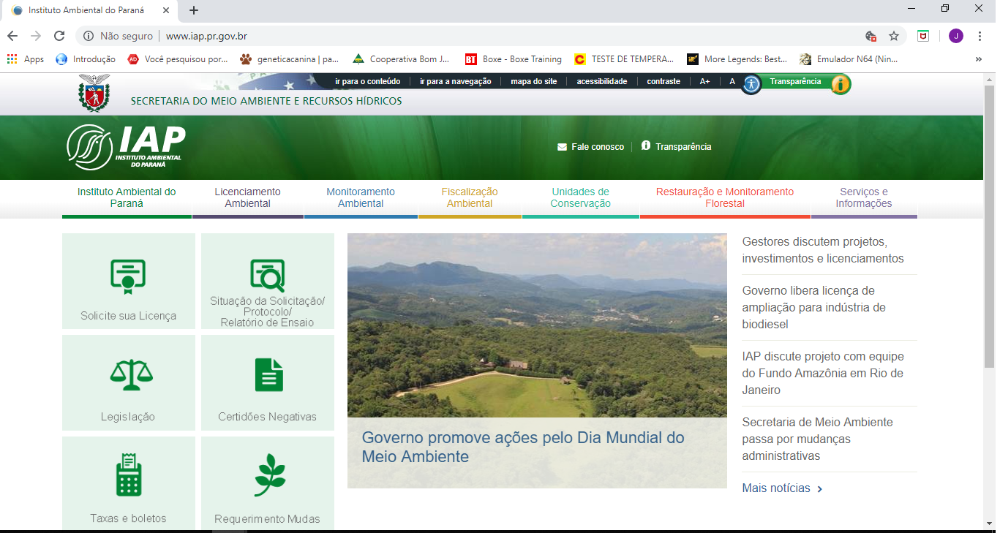 Instituto Ambiental do Paraná
Não seguro
www.iap.pr.gov.br
J
Apps
Introdução
AD
Você pesquisou por...
geneticacanina | pa...
Cooperativa Bom J...
BT
Boxe - Boxe Training
C
TESTE DE TEMPERA...
More Legends: Best...
Emulador N64 (Nin...
»
ir para o conteúdo
ir para a navegação
mapa do site
acessibilidade
contraste
A+
A
Transparência
SECRETARIA DO MEIO AMBIENTE E RECURSOS HÍDRICOS
IAP
INSTITUTO AMBIENTAL
DO PARANÁ
Fale conosco
Transparência
Instituto Ambiental do
Paraná
Licenciamento
Ambiental
Monitoramento
Ambiental
Fiscalização
Ambiental
Unidades de
Conservação
Restauração e Monitoramento
Florestal
Serviços e
Informações
Solicite sua Licença
Situação da Solicitação/
Protocolo/
Relatório de Ensaio
Legislação
Certidões Negativas
Taxas e boletos
Requerimento Mudas
Governo promove ações pelo Dia Mundial do
Meio Ambiente
Gestores discutem projetos,
investimentos e licenciamentos
Governo libera licença de
ampliação para indústria de
biodiesel
IAP discute projeto com equipe
do Fundo Amazônia em Rio de
Janeiro
Secretaria de Meio Ambiente
passa por mudanças
administrativas
Mais notícias